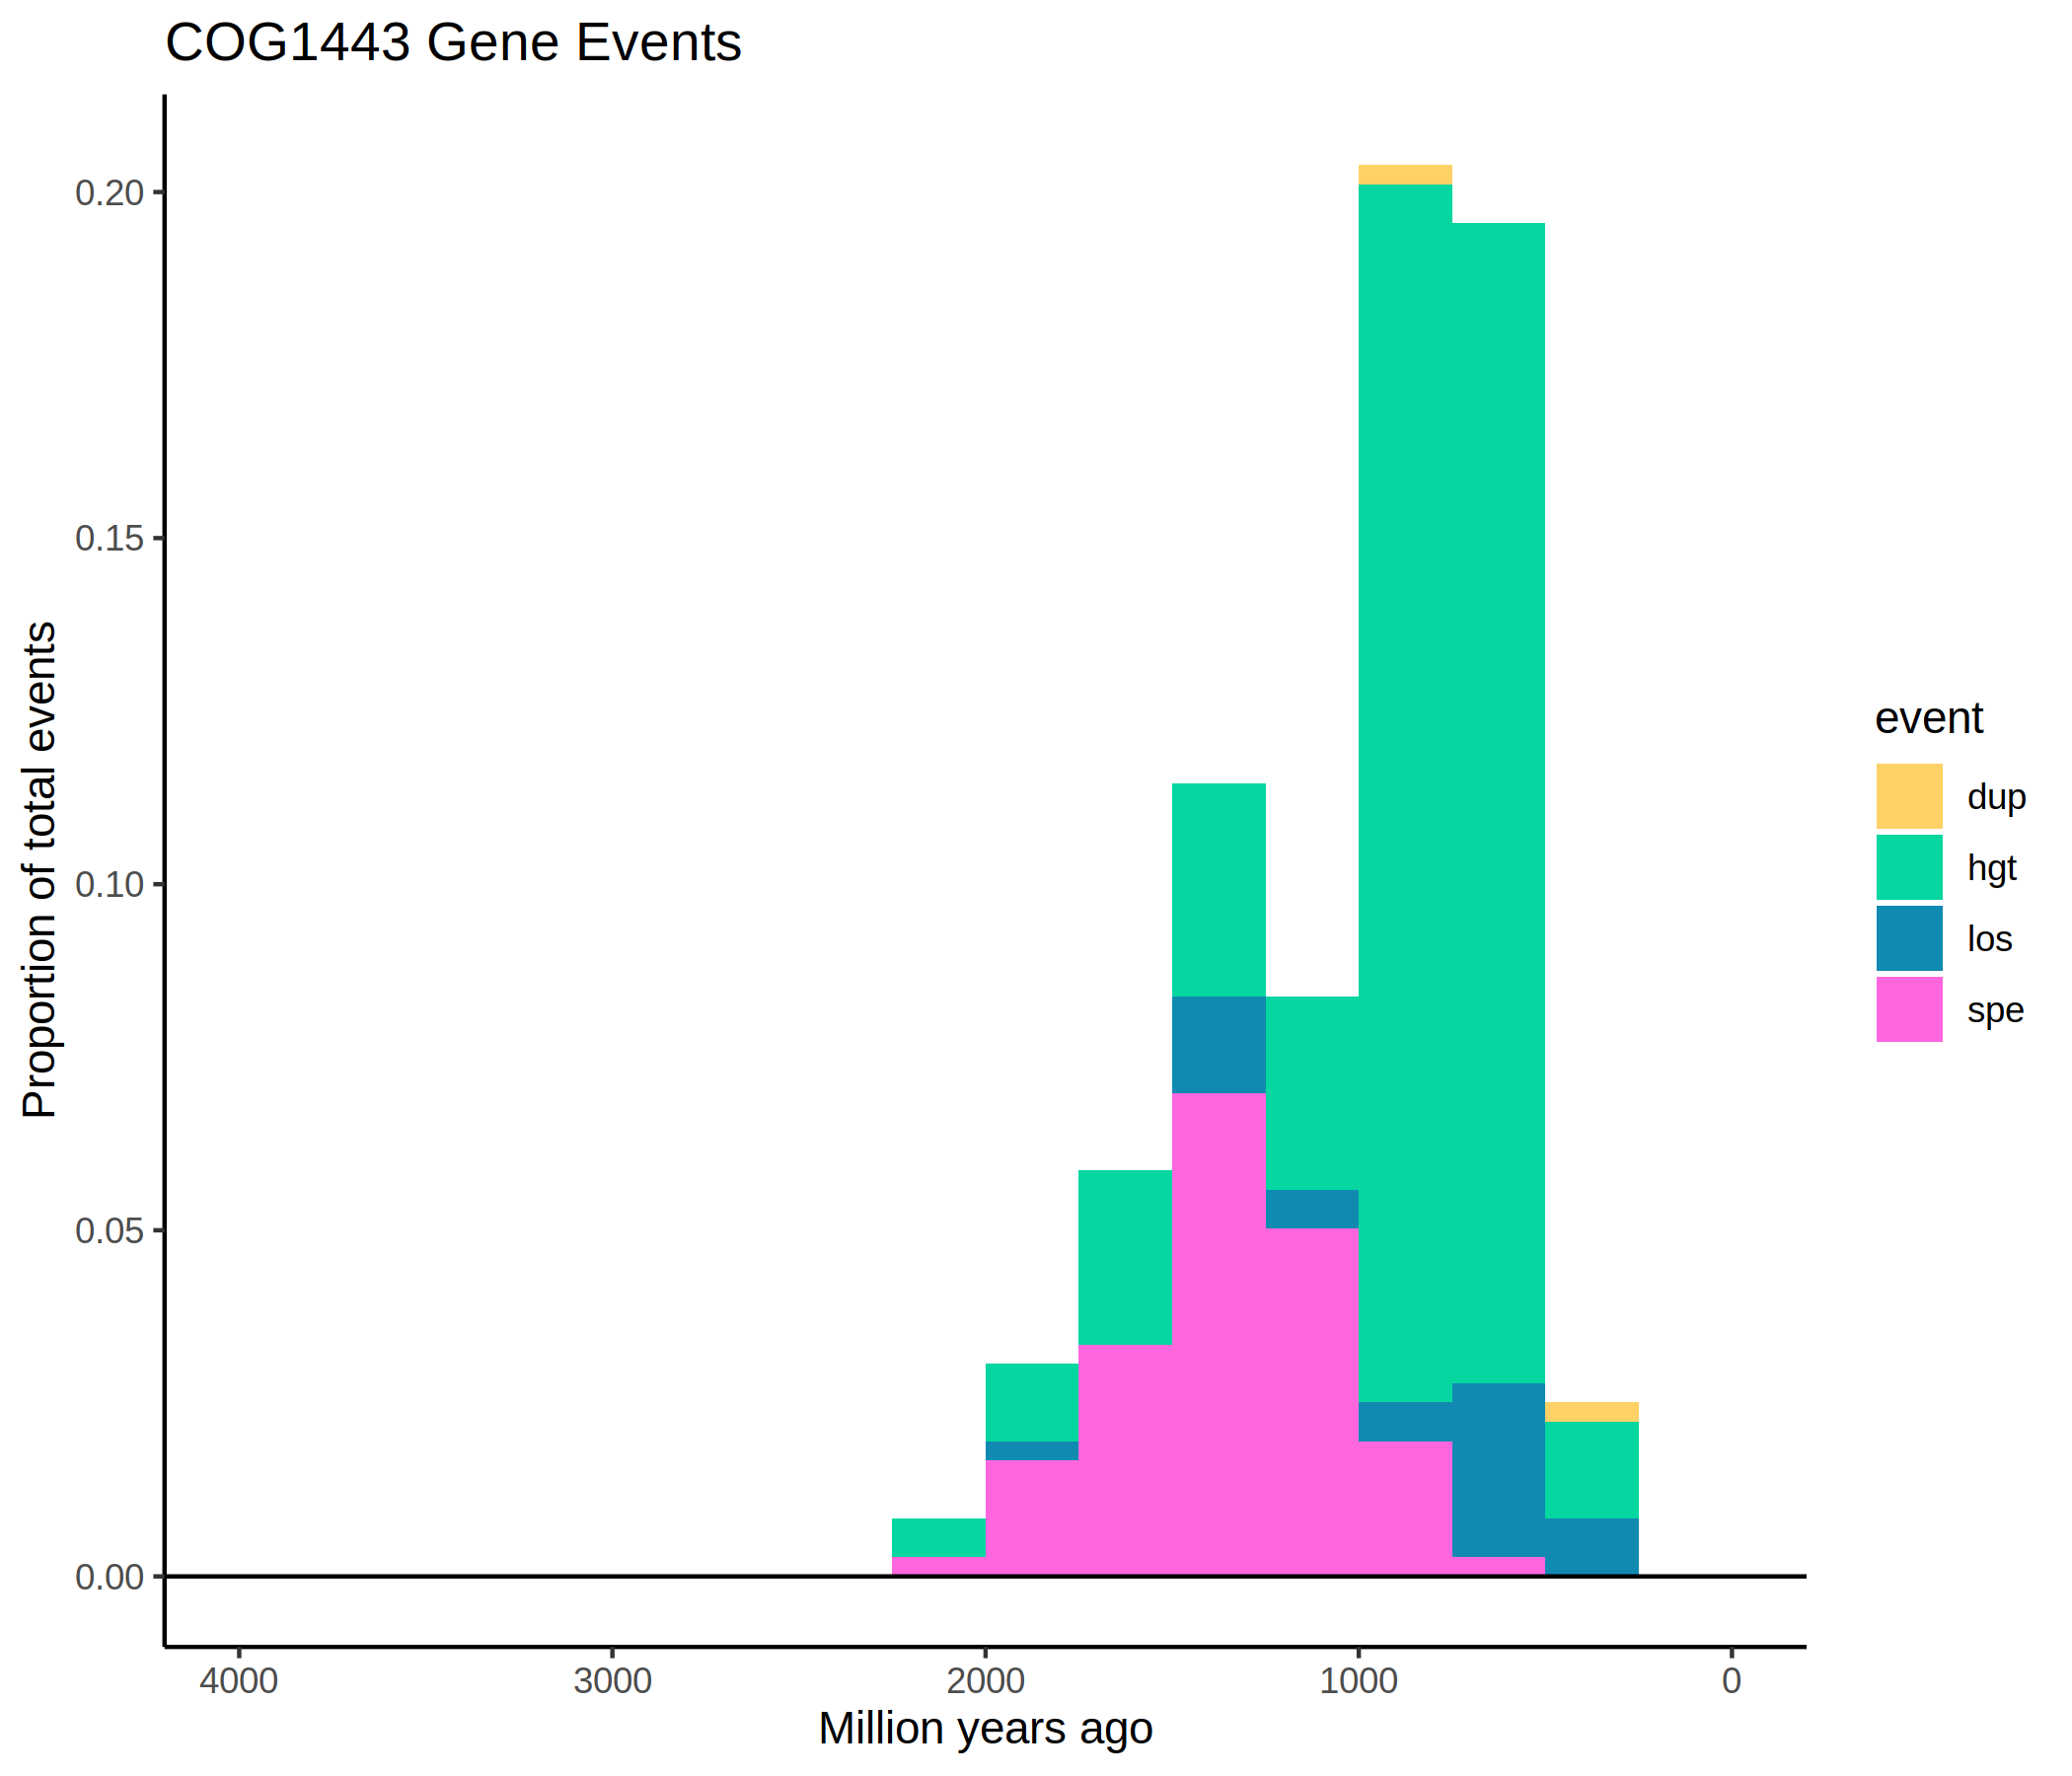 COG1443 Gene Events
Proportion of total events
0.20
0.15
0.10
0.05
0.00
4000 3000 2000 1000 0
Million years ago
event
dup
hgt
los
spe